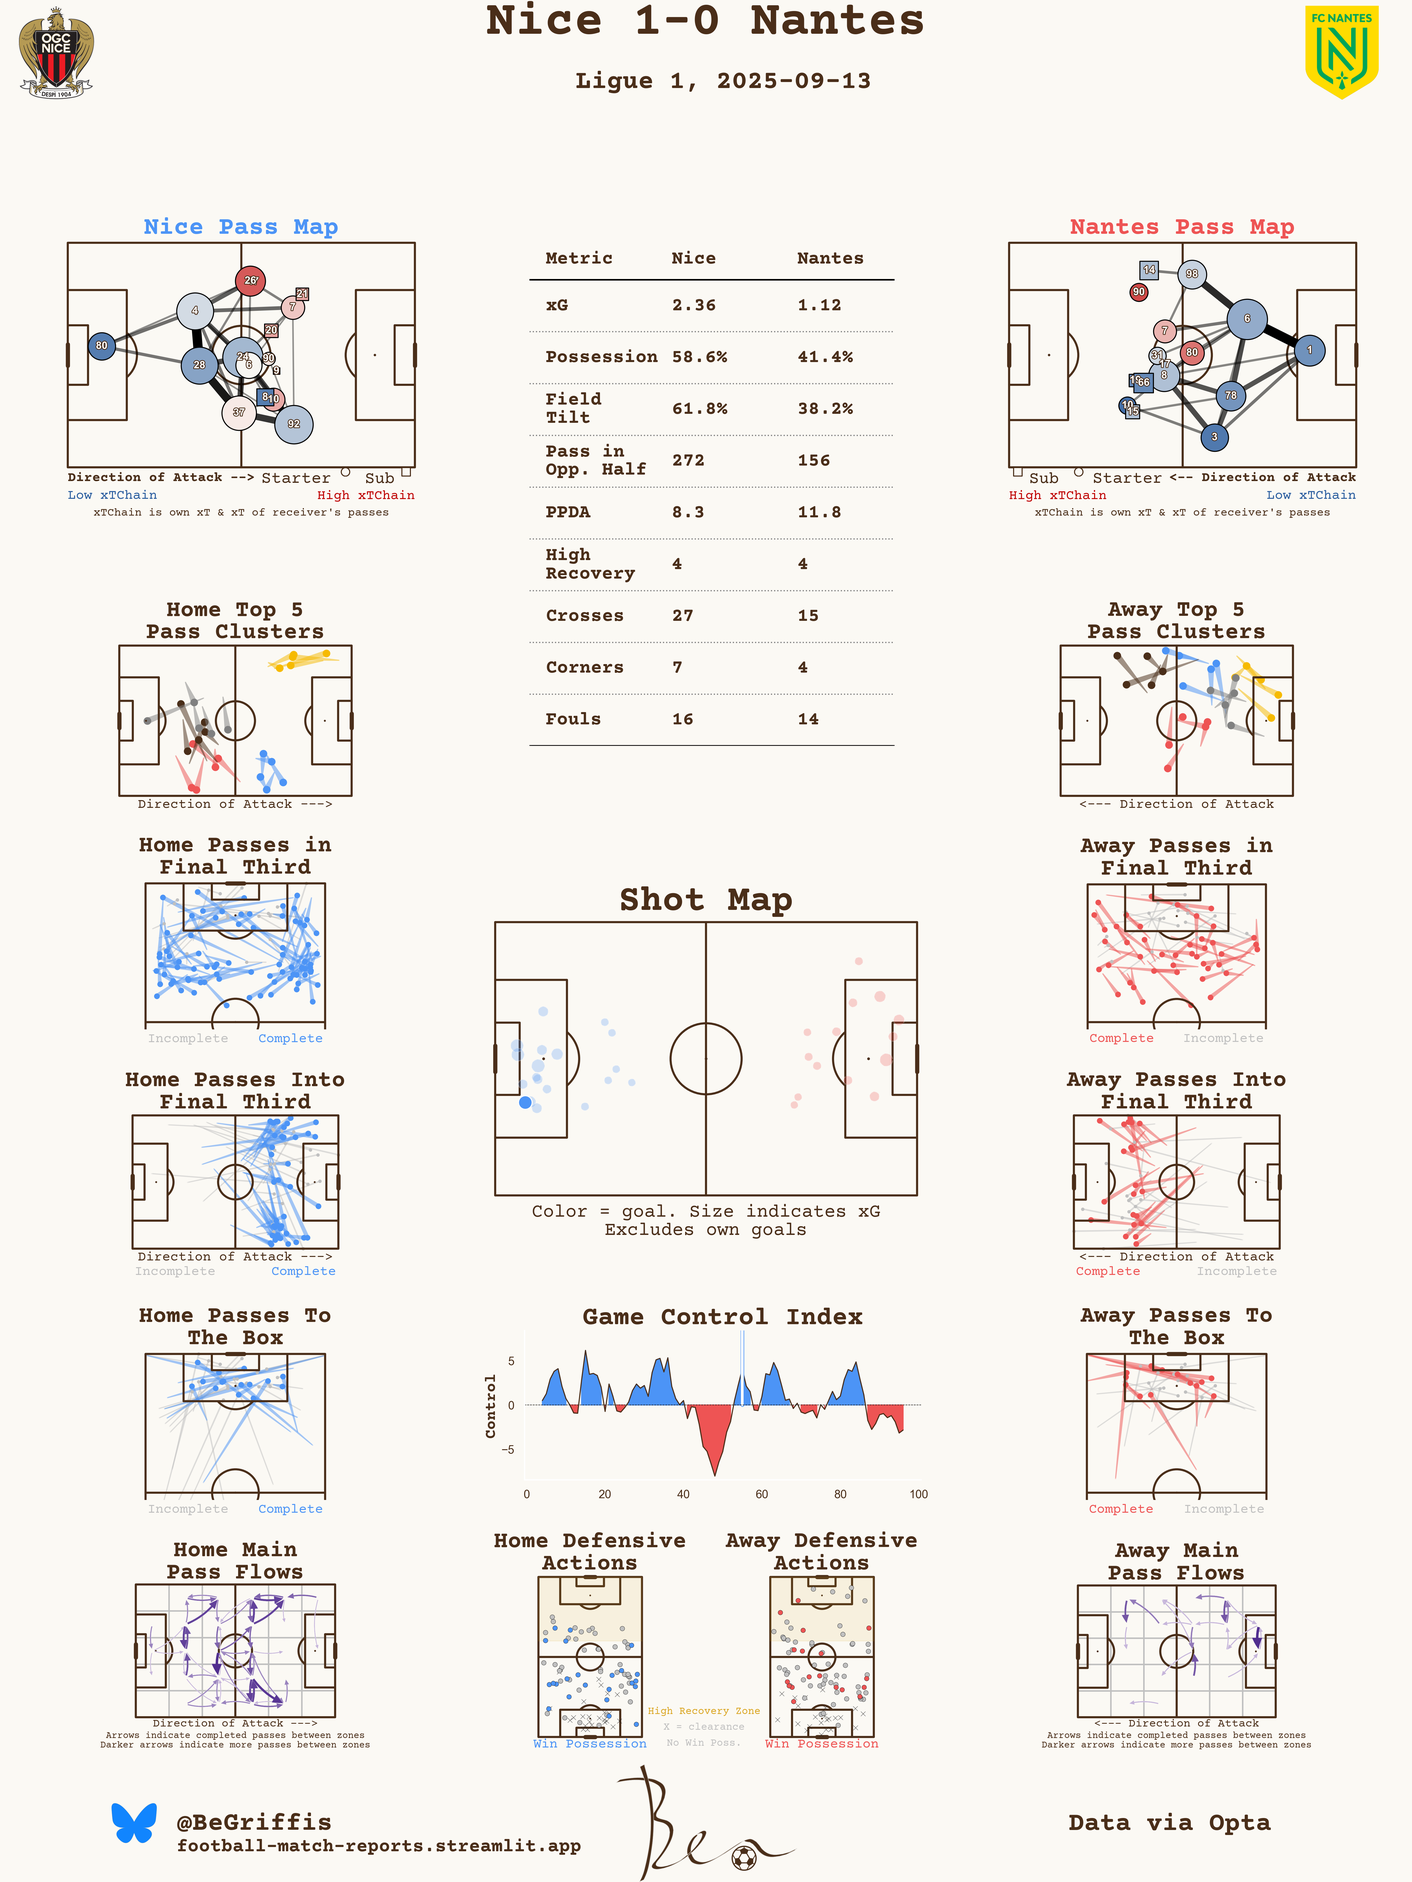 Nice 1-0 Nantes
Ligue 1, 2025-09-13
OGC
NICE
DEPUIS 1904
FC NANTES
Nice Pass Map
26'
21
4
7
20
80
24
90
28
6
9
8
10
37
92
Direction of Attack --> Starter Sub
Low xTChain High xTChain
xTChain is own xT & xT of receiver's passes
Metric Nice Nantes
xG 2.36 1.12
Possession 58.6% 41.4%
Field
Tilt 61.8% 38.2%
Pass in
Opp. Half 272 156
PPDA 8.3 11.8
High
Recovery 4 4
Crosses 27 15
Corners 7 4
Fouls 16 14
Nantes Pass Map
14
98
90
6
7
31
80
1
17
8
66
78
10
15
3
Sub Starter <-- Direction of Attack
High xTChain Low xTChain
xTChain is own xT & xT of receiver's passes
Home Top 5
Pass Clusters
Direction of Attack --->
Away Top 5
Pass Clusters
<--- Direction of Attack
Home Passes in
Final Third
Incomplete Complete
Away Passes in
Final Third
Complete Incomplete
Shot Map
Color = goal. Size indicates xG
Excludes own goals
Home Passes Into
Final Third
Direction of Attack --->
Incomplete Complete
Away Passes Into
Final Third
<--- Direction of Attack
Complete Incomplete
Home Passes To
The Box
Incomplete Complete
Game Control Index
Control
5
0
−5
0 20 40 60 80 100
Away Passes To
The Box
Complete Incomplete
Home Main
Pass Flows
Direction of Attack --->
Arrows indicate completed passes between zones
Darker arrows indicate more passes between zones
Home Defensive
Actions
Win Possession
Away Defensive
Actions
Win Possession
High Recovery Zone
X = clearance
No Win Poss.
Away Main
Pass Flows
<--- Direction of Attack
Arrows indicate completed passes between zones
Darker arrows indicate more passes between zones
@BeGriffis
football-match-reports.streamlit.app
Ben
Data via Opta